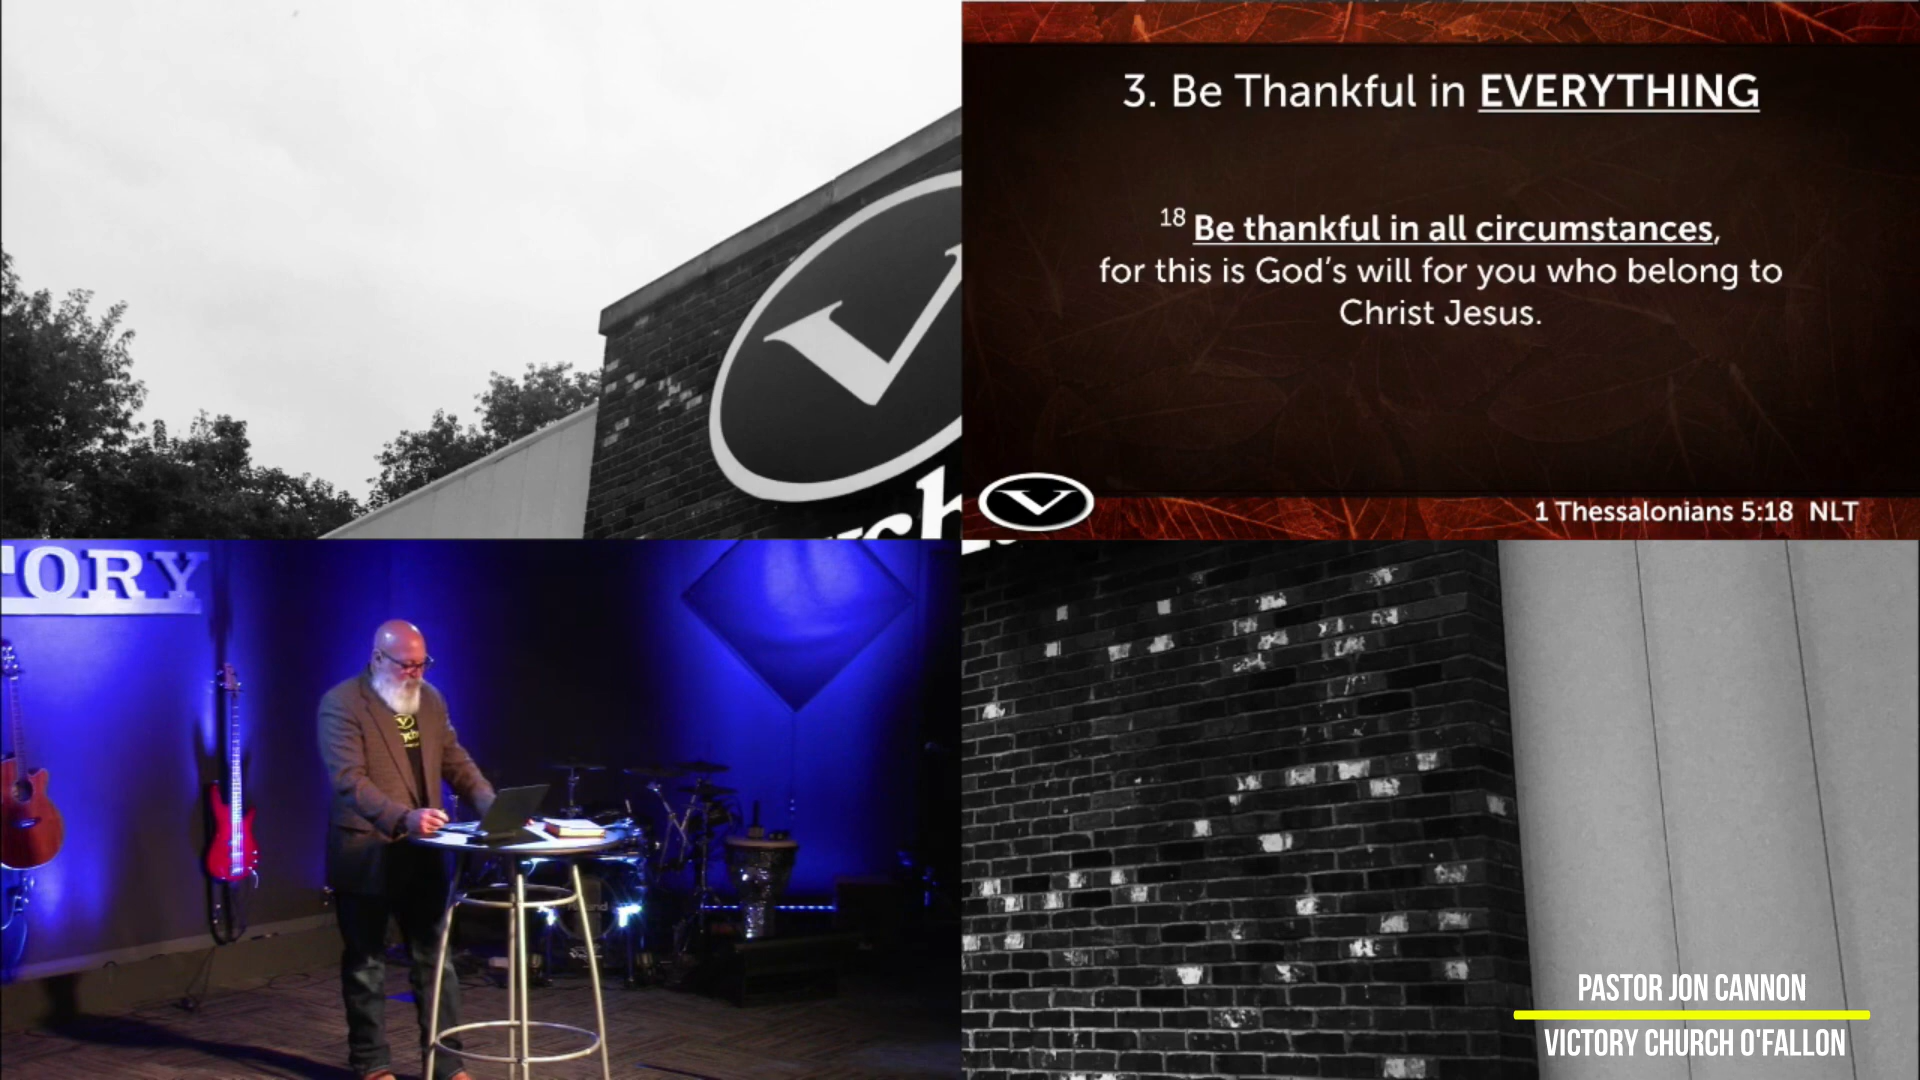 V
3. Be Thankful in EVERYTHING
18 Be thankful in all circumstances,
for this is God's will for you who belong to
Christ Jesus.
V
1 Thessalonians 5:18 NLT
TORY
V
PASTOR JON CANNON
VICTORY CHURCH O'FALLON